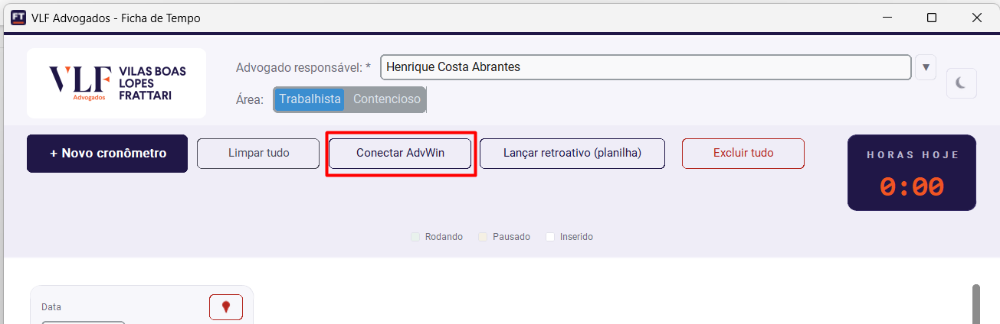 FT VLF Advogados - Ficha de Tempo
VLF Advogados
VILAS BOAS
LOPES
FRATTARI
Advogado responsável: * Henrique Costa Abrantes
Área: Trabalhista Contencioso
+ Novo cronômetro Limpar tudo Conectar AdvWin Lançar retroativo (planilha) Excluir tudo
HORAS HOJE
0:00
Rodando Pausado Inserido
Data